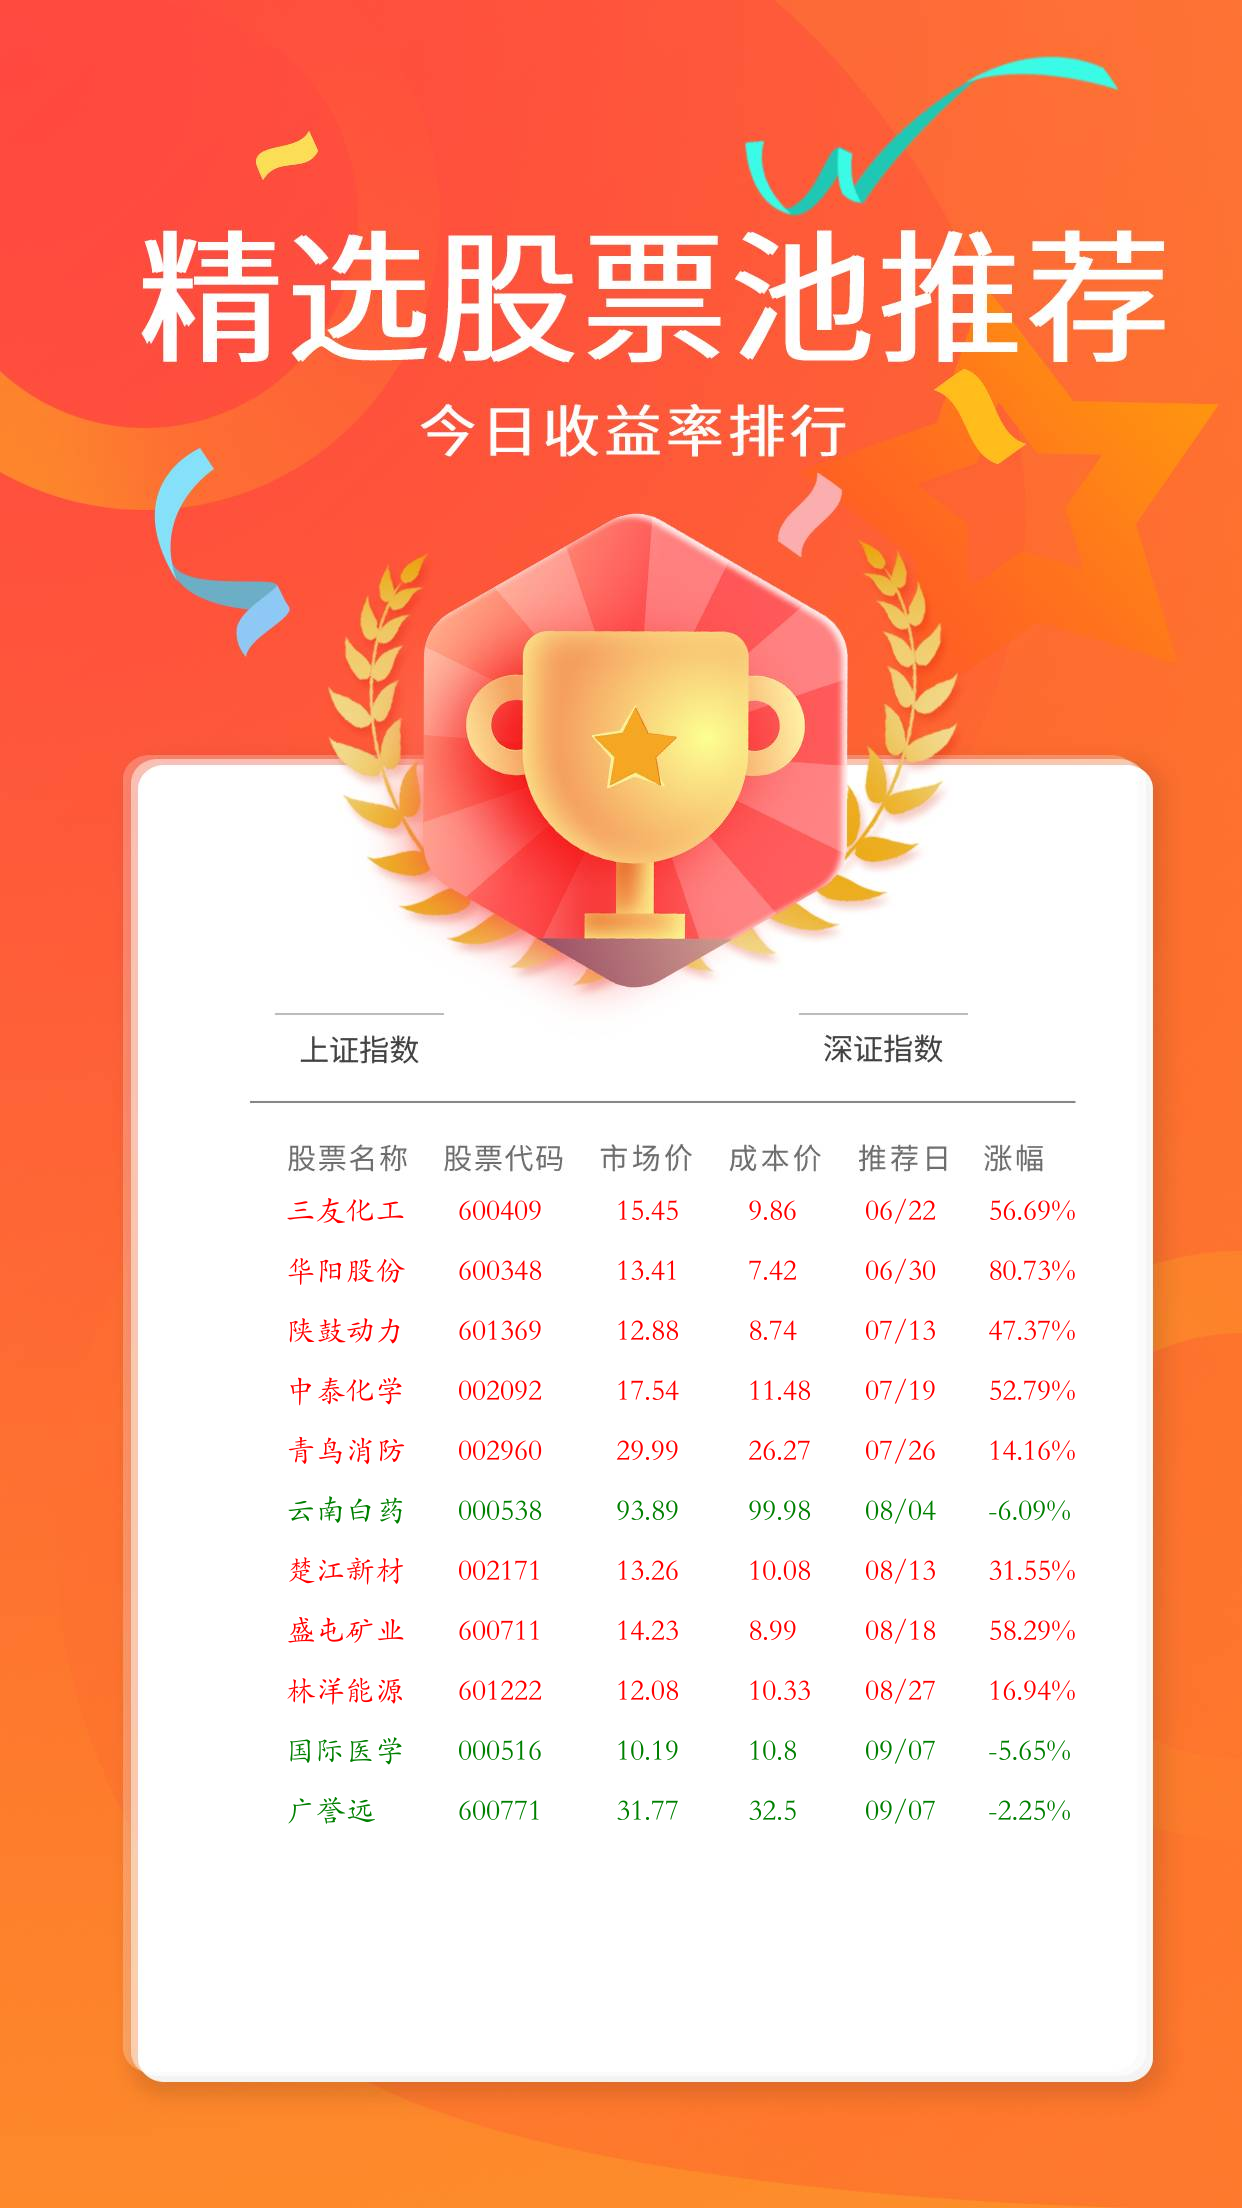 精选股票池推荐
今日收益率排行
上证指数 深证指数
股票名称 股票代码 市场价 成本价 推荐日 涨幅
三友化工 600409 15.45 9.86 06/22 56.69%
华阳股份 600348 13.41 7.42 06/30 80.73%
陕鼓动力 601369 12.88 8.74 07/13 47.37%
中泰化学 002092 17.54 11.48 07/19 52.79%
青鸟消防 002960 29.99 26.27 07/26 14.16%
云南白药 000538 93.89 99.98 08/04 -6.09%
楚江新材 002171 13.26 10.08 08/13 31.55%
盛屯矿业 600711 14.23 8.99 08/18 58.29%
林洋能源 601222 12.08 10.33 08/27 16.94%
国际医学 000516 10.19 10.8 09/07 -5.65%
广誉远 600771 31.77 32.5 09/07 -2.25%